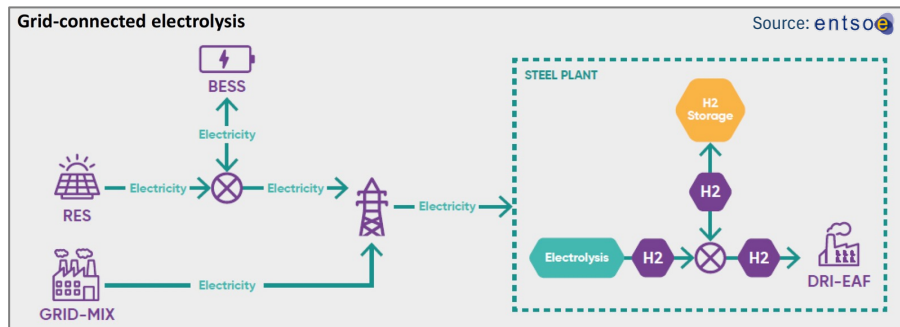 Grid-connected electrolysis
Source: entsoe
BESS
Electricity
RES
Electricity
Electricity
Electricity
GRID-MIX
Electricity
STEEL PLANT
H2
Storage
H2
Electrolysis
H2
H2
DRI-EAF